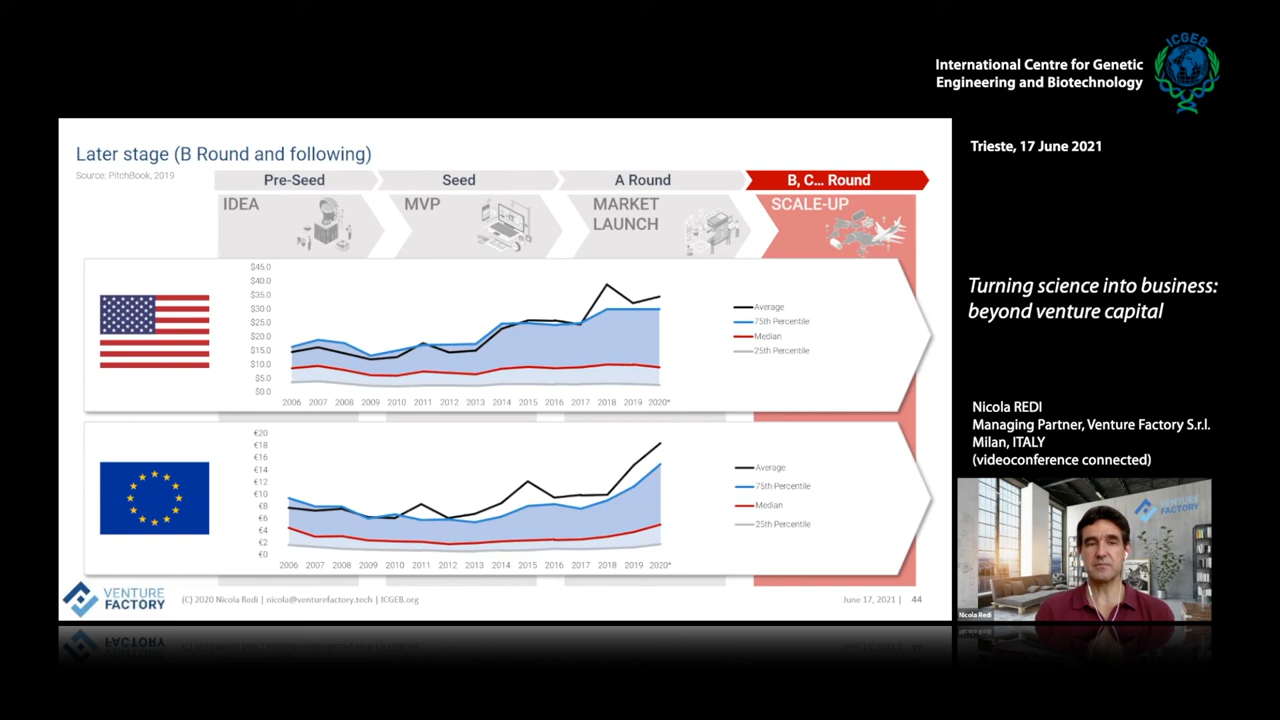 ICGEB
International Centre for Genetic
Engineering and Biotechnology
Trieste, 17 June 2021
Turning science into business:
beyond venture capital
Nicola REDI
Managing Partner, Venture Factory S.r.l.
Milan, ITALY
(videoconference connected)
VENTURE
FACTORY
Nicola Redi
Later stage (B Round and following)
Source: PitchBook, 2019
Pre-Seed Seed A Round B, C... Round
IDEA MVP MARKET LAUNCH SCALE-UP
$45.0
$40.0
$35.0
$30.0
$25.0
$20.0
$15.0
$10.0
$5.0
$0.0
2006 2007 2008 2009 2010 2011 2012 2013 2014 2015 2016 2017 2018 2019 2020*
Average
75th Percentile
Median
25th Percentile
€20
€18
€16
€14
€12
€10
€8
€6
€4
€2
€0
2006 2007 2008 2009 2010 2011 2012 2013 2014 2015 2016 2017 2018 2019 2020*
Average
75th Percentile
Median
25th Percentile
VENTURE
FACTORY
(C) 2020 Nicola Redi | nicola@venturefactory.tech | ICGEB.org
June 17, 2021 | 44